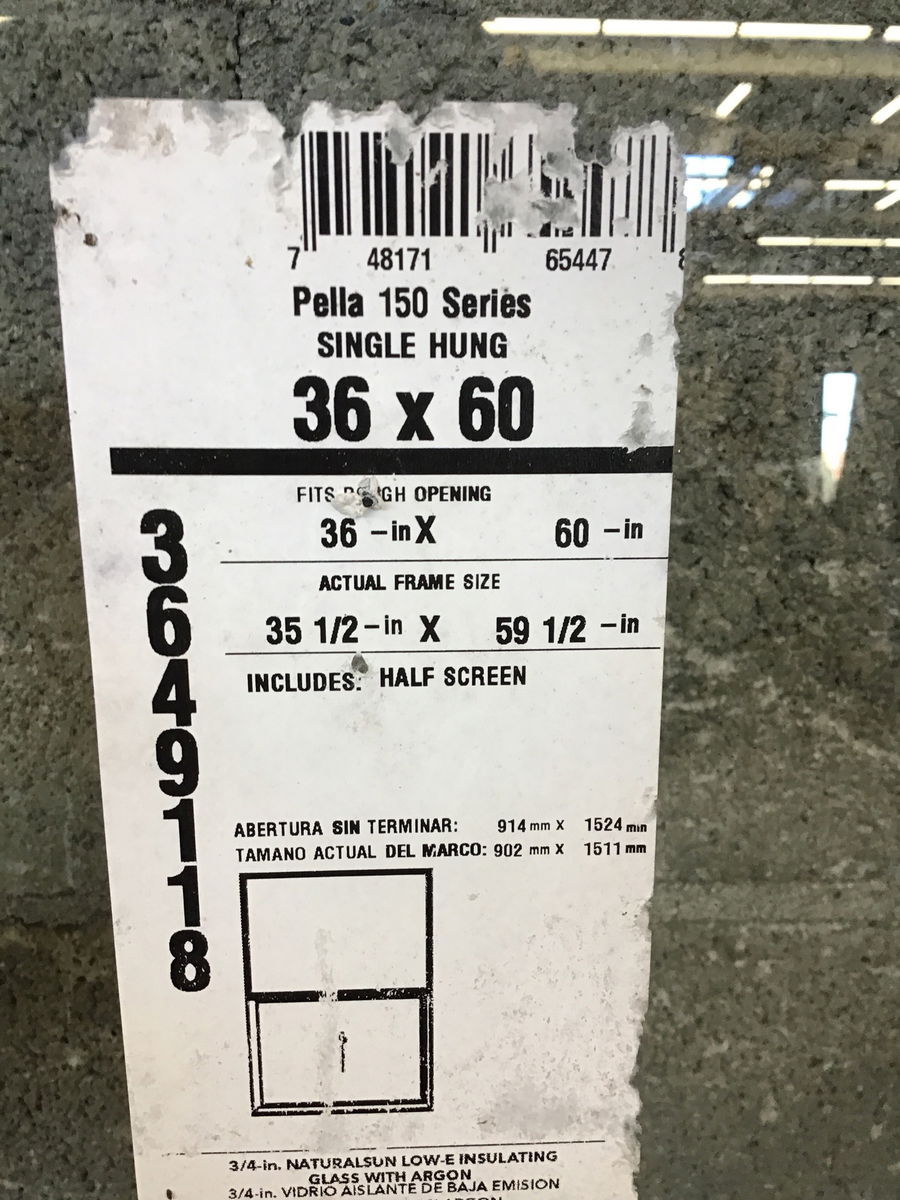 7 48171 65447
Pella 150 Series
SINGLE HUNG
36 x 60
FITS ROUGH OPENING
36 -in X 60 -in
ACTUAL FRAME SIZE
35 1/2-in X 59 1/2 -in
INCLUDES: HALF SCREEN
3649118
ABERTURA SIN TERMINAR: 914 mm X 1524 mm
TAMANO ACTUAL DEL MARCO: 902 mm X 1511 mm
3/4-in. NATURALSUN LOW-E INSULATING
GLASS WITH ARGON
3/4-in. VIDRIO AISLANTE DE BAJA EMISION